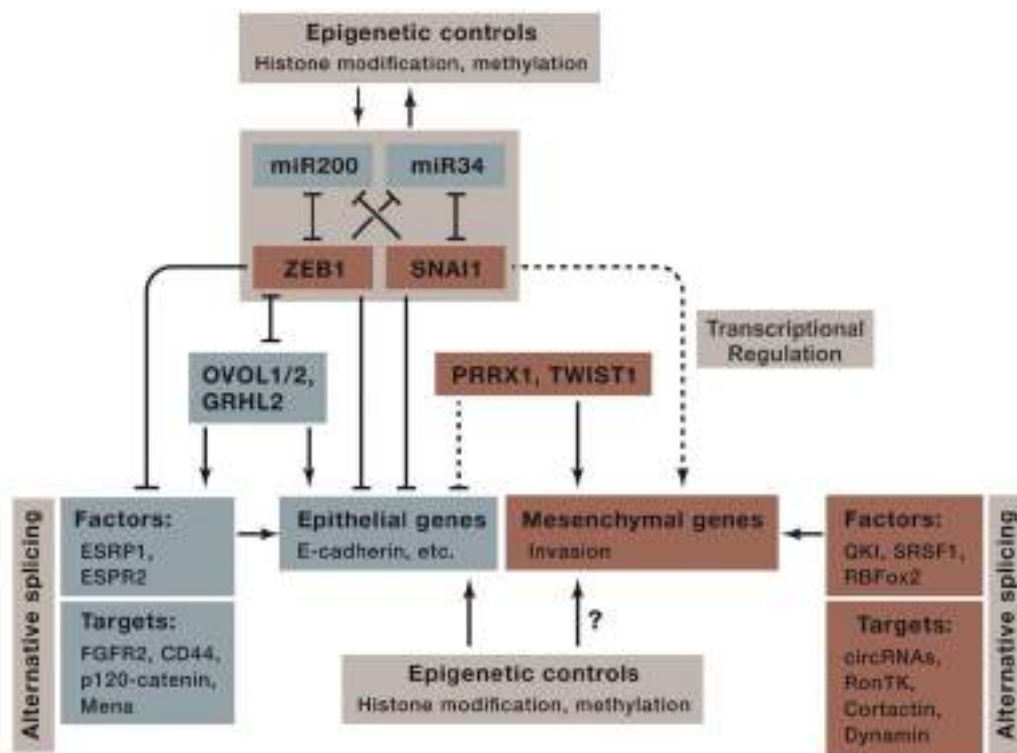 Epigenetic controls
Histone modification, methylation
miR200
miR34
ZEB1
SNAI1
Transcriptional
Regulation
OVOL1/2,
GRHL2
PRRX1, TWIST1
Alternative splicing
Factors:
ESRP1,
ESPR2
Targets:
FGFR2, CD44,
p120-catenin,
Mena
Epithelial genes
E-cadherin, etc.
Mesenchymal genes
Invasion
Factors:
QKI, SRSF1,
RBFox2
Targets:
circRNAs,
RonTK,
Cortactin,
Dynamin
Alternative splicing
?
Epigenetic controls
Histone modification, methylation